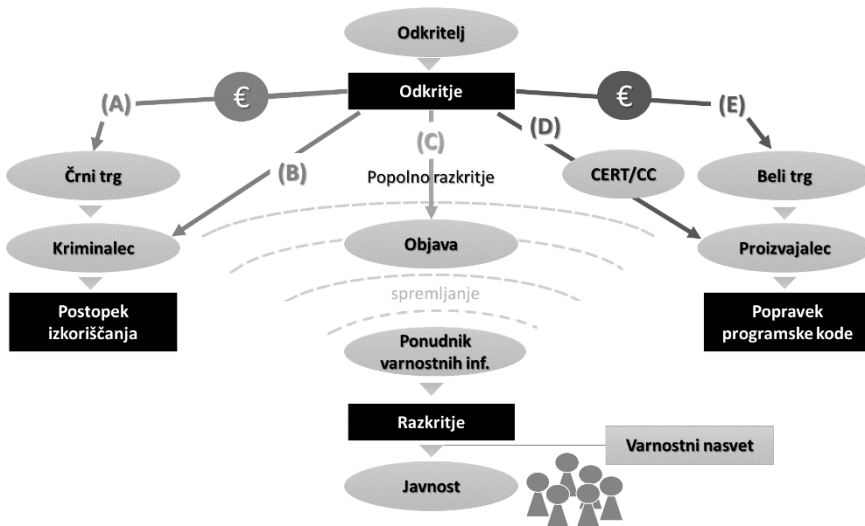 Odkritelj
Odkritje
€
€
(A)
(B)
(C)
(D)
(E)
Črni trg
Popolno razkritje
CERT/CC
Beli trg
Kriminalec
Objava
Proizvajalec
Postopek
izkoriščanja
spremljanje
Popravek
programske kode
Ponudnik
varnostnih inf.
Razkritje
Varnostni nasvet
Javnost